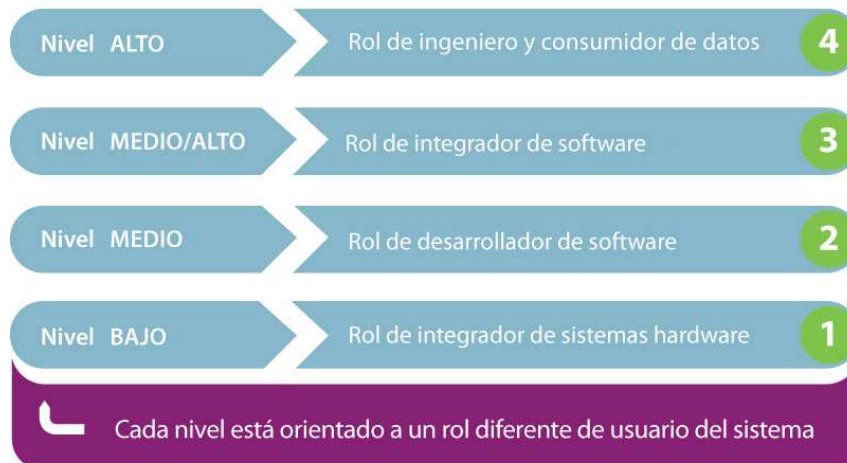 Nivel ALTO Rol de ingeniero y consumidor de datos 4
Nivel MEDIO/ALTO Rol de integrador de software 3
Nivel MEDIO Rol de desarrollador de software 2
Nivel BAJO Rol de integrador de sistemas hardware 1
Cada nivel está orientado a un rol diferente de usuario del sistema